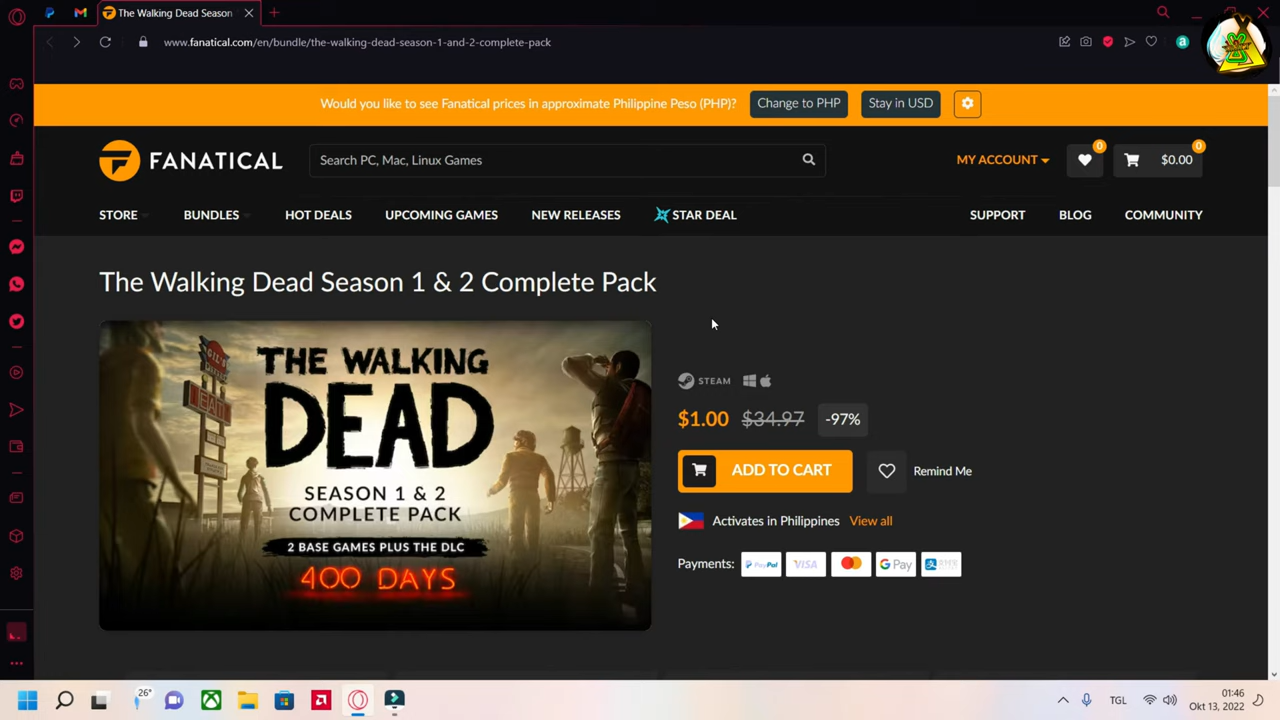 The Walking Dead Season
www.fanatical.com/en/bundle/the-walking-dead-season-1-and-2-complete-pack
Would you like to see Fanatical prices in approximate Philippine Peso (PHP)? Change to PHP Stay in USD
FANATICAL
Search PC, Mac, Linux Games
MY ACCOUNT
0
$0.00
0
STORE BUNDLES HOT DEALS UPCOMING GAMES NEW RELEASES STAR DEAL SUPPORT BLOG COMMUNITY
The Walking Dead Season 1 & 2 Complete Pack
GIL'S
EAT
THE WALKING
DEAD
SEASON 1 & 2
COMPLETE PACK
2 BASE GAMES PLUS THE DLC
400 DAYS
STEAM
$1.00 $34.97 -97%
ADD TO CART
Remind Me
Activates in Philippines View all
Payments: PayPal VISA G Pay
26°
TGL
01:46
Okt 13, 2022